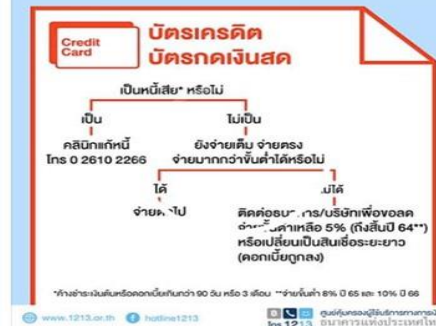 Credit
Card
บัตรเครดิต
บัตรกดเงินสด
เป็นหนี้เสีย* หรือไม่
เป็น
ไม่เป็น
คลินิกแก้หนี้
โทร 0 2610 2266
ยังจ่ายเต็ม จ่ายตรง
จ่ายมากกว่าขั้นต่ำได้หรือไม่
ได้
ไม่ได้
ติดต่อธนาคาร/บริษัทเพื่อขอลด
เหลือ 5% (ถึงสิ้นปี 64**)
หรือเปลี่ยนเป็นสินเชื่อระยะยาว
(ดอกเบี้ยถูกลง)
*ค้างชำระเงินต้นหรือดอกเบี้ยเกินกว่า 90 วัน หรือ 3 เดือน **จ่ายขั้นต่ำ 8% ปี 65 และ 10% ปี 66
www.1213.or.th
hotline1213
โทร 1213
ศูนย์คุ้มครองผู้ใช้บริการทางการเงิน
ธนาคารแห่งประเทศไทย